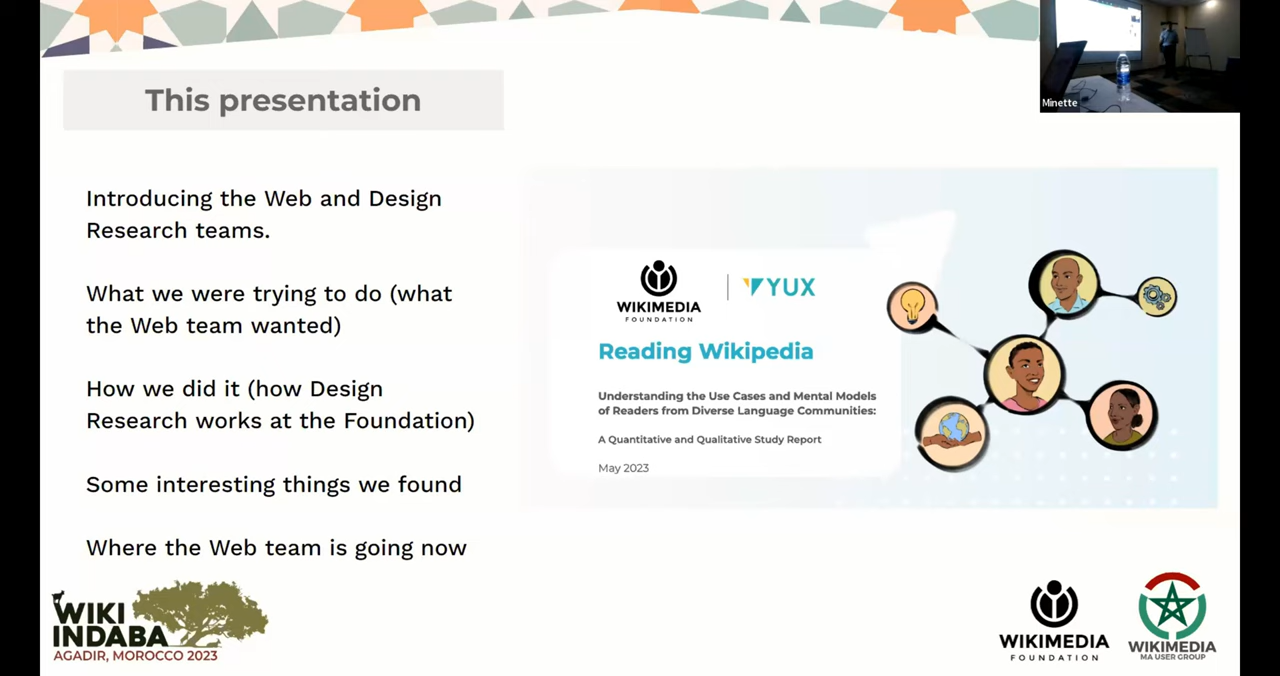 Minette
This presentation
Introducing the Web and Design
Research teams.
What we were trying to do (what
the Web team wanted)
How we did it (how Design
Research works at the Foundation)
Some interesting things we found
Where the Web team is going now
WIKIMEDIA
FOUNDATION
YUX
Reading Wikipedia
Understanding the Use Cases and Mental Models
of Readers from Diverse Language Communities:
A Quantitative and Qualitative Study Report
May 2023
WIKI
INDABA
AGADIR, MOROCCO 2023
WIKIMEDIA
FOUNDATION
WIKIMEDIA
MA USER GROUP